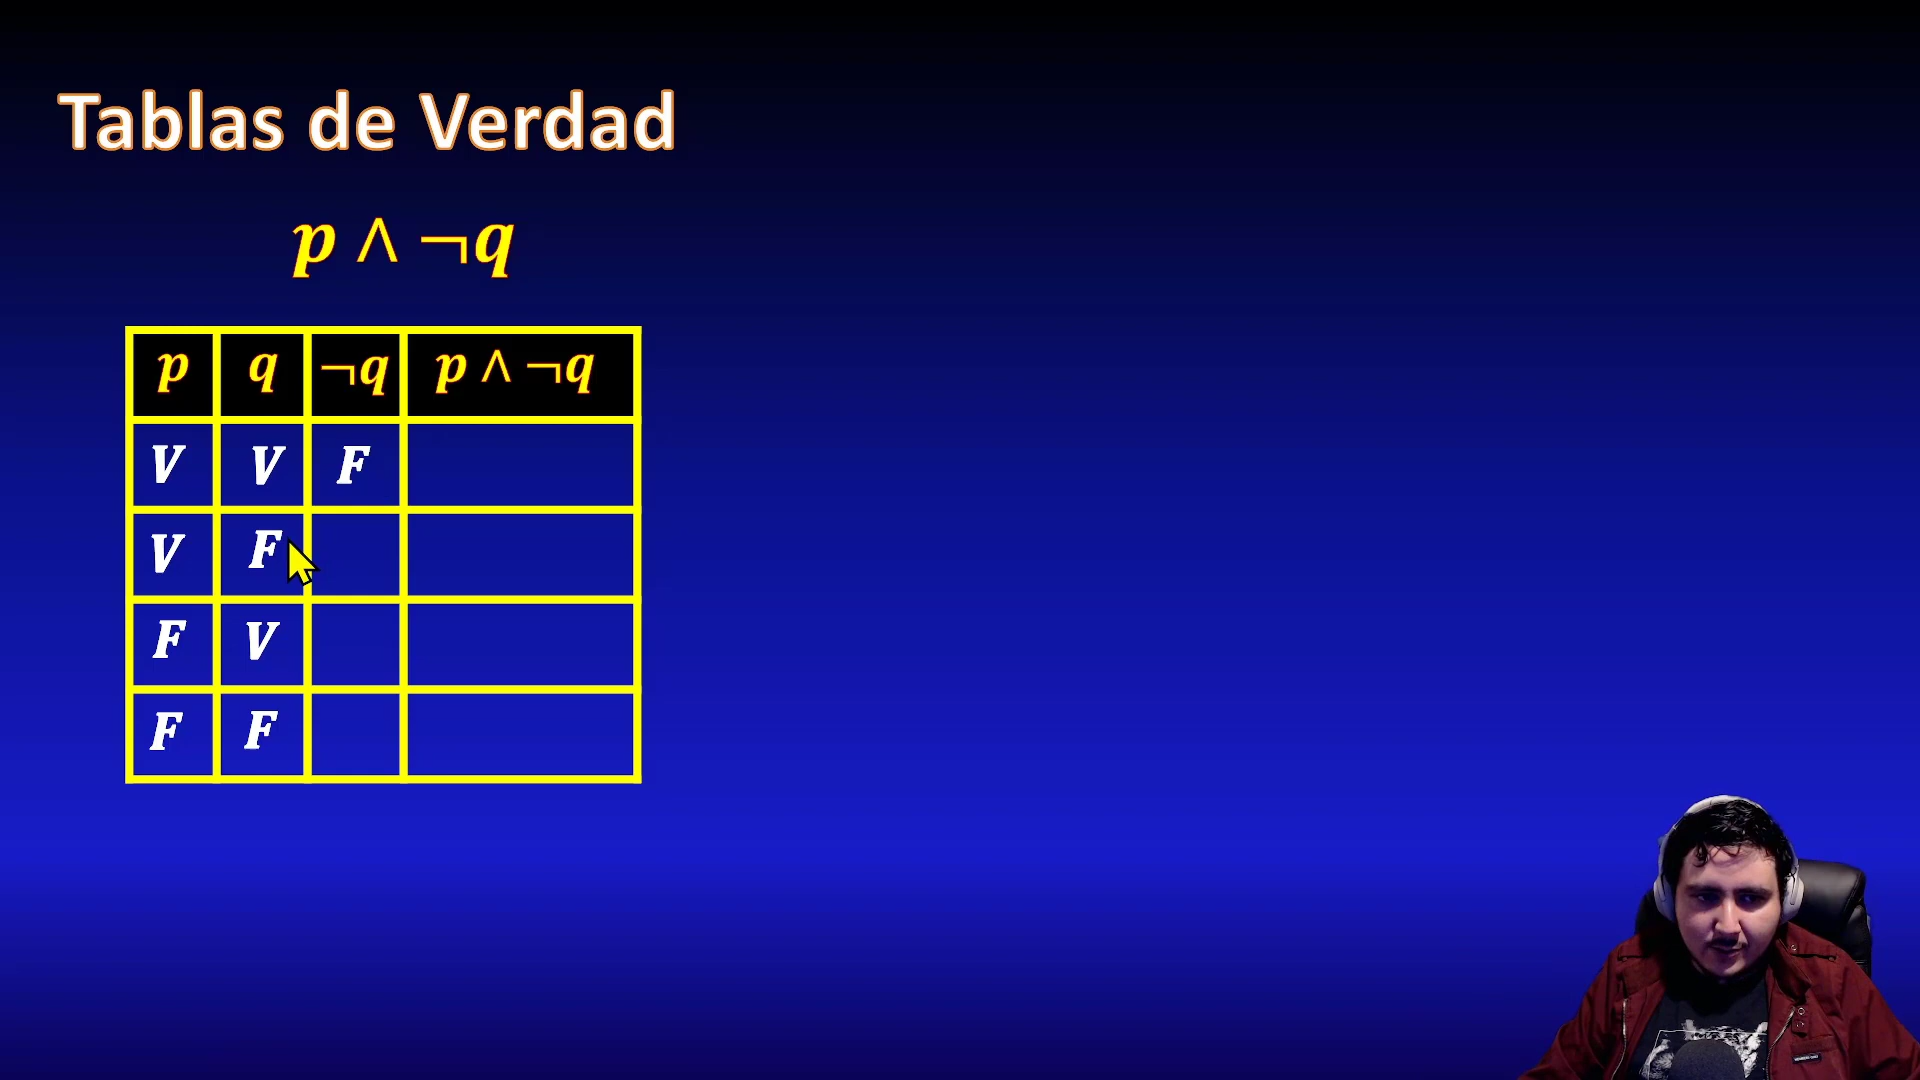 Tablas de Verdad
p ∧ ¬q
p q ¬q p ∧ ¬q
V V F
V F
F V
F F